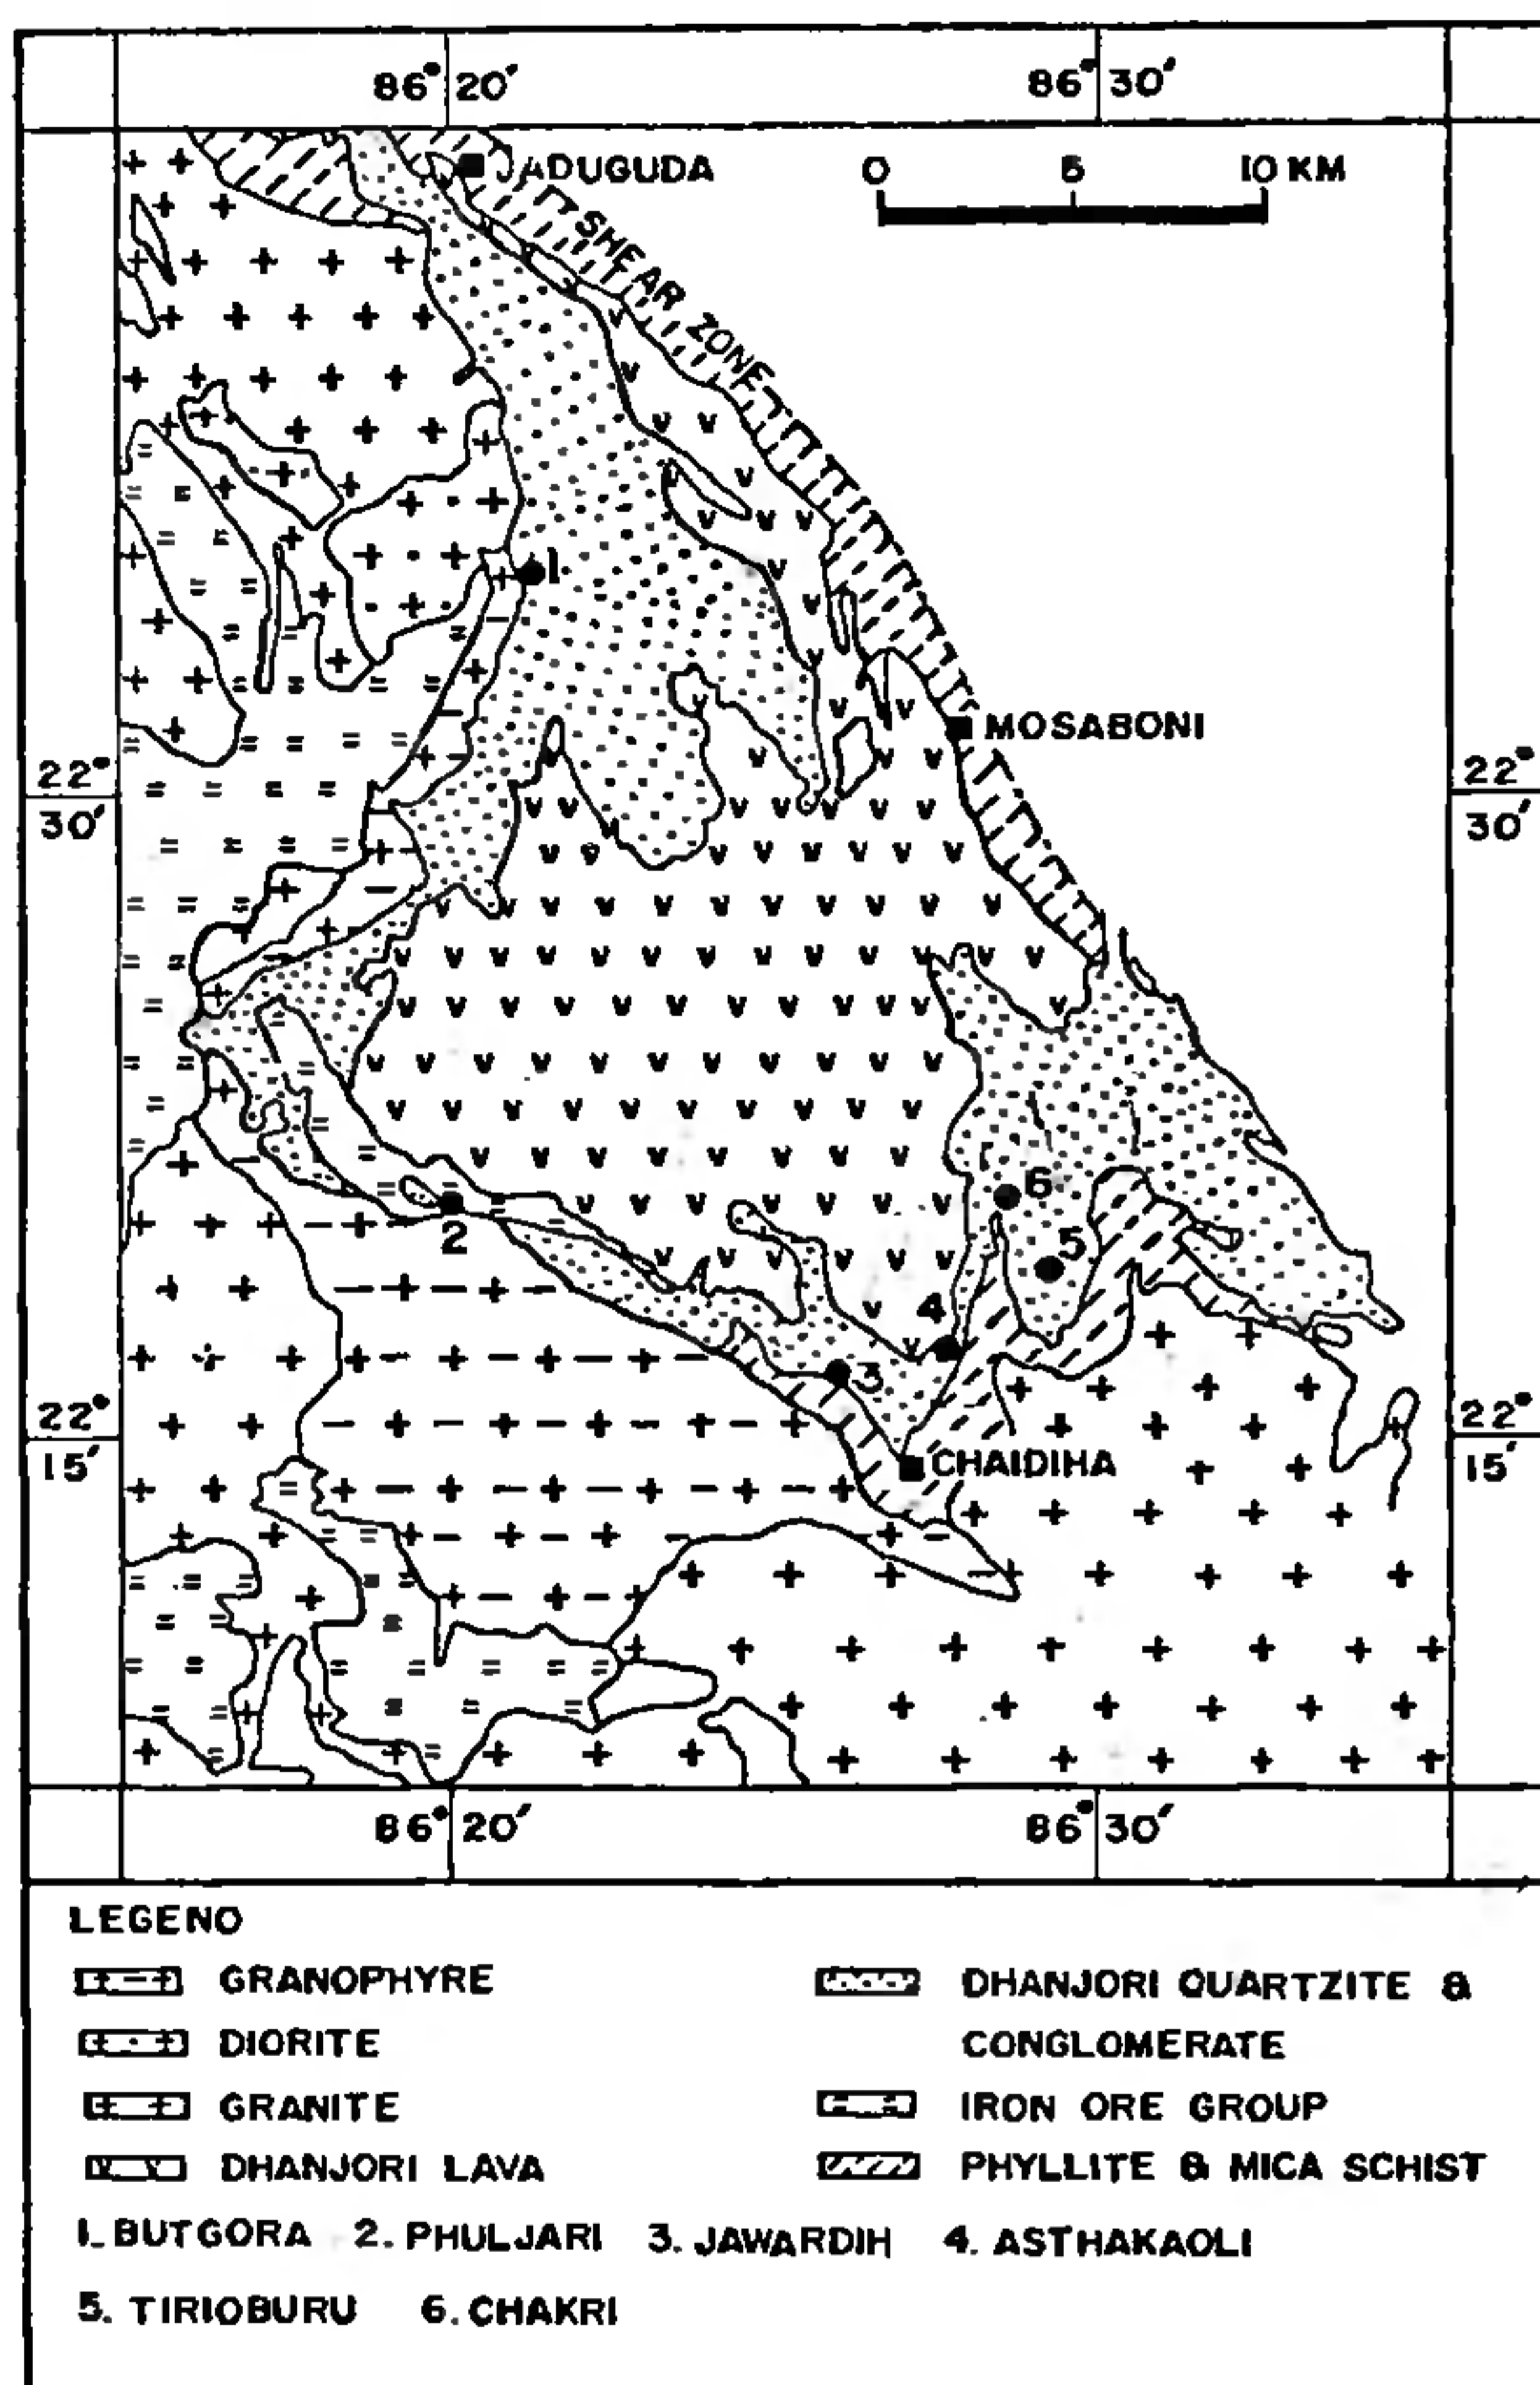 86° 20′ 86° 30′
JADUGUDA 0 5 10 KM
SHEAR ZONE
1
MOSABONI
22° 22°
30′ 30′
6
2 5
4
3
22° 22°
15′ CHAIDIHA 15′
86° 20′ 86° 30′
LEGENO
GRANOPHYRE DHANJORI QUARTZITE &
DIORITE CONGLOMERATE
GRANITE IRON ORE GROUP
DHANJORI LAVA PHYLLITE & MICA SCHIST
1. BUTGORA 2. PHULJARI 3. JAWARDIH 4. ASTHAKAOLI
5. TIRIOBURU 6. CHAKRI